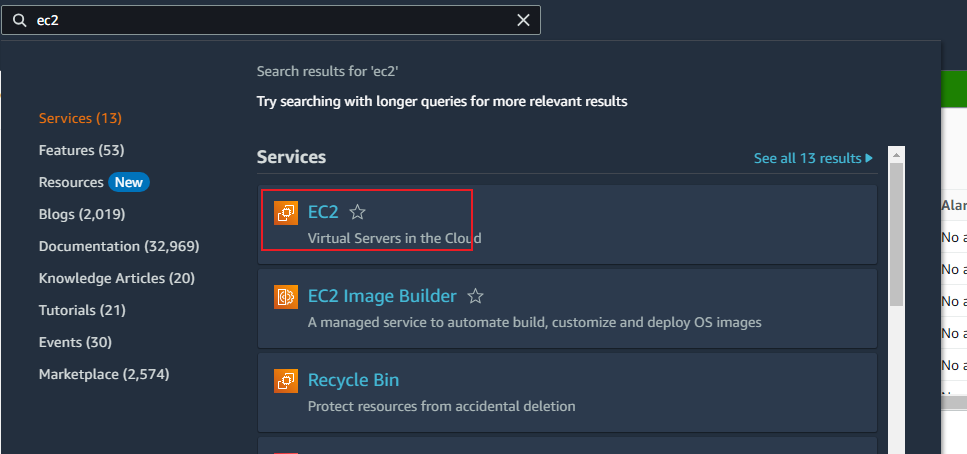 ec2
Search results for 'ec2'
Try searching with longer queries for more relevant results
Services (13)
Features (53)
Resources New
Blogs (2,019)
Documentation (32,969)
Knowledge Articles (20)
Tutorials (21)
Events (30)
Marketplace (2,574)
Services
See all 13 results
EC2
Virtual Servers in the Cloud
EC2 Image Builder
A managed service to automate build, customize and deploy OS images
Recycle Bin
Protect resources from accidental deletion
Alar
No a
No a
No a
No a
No a